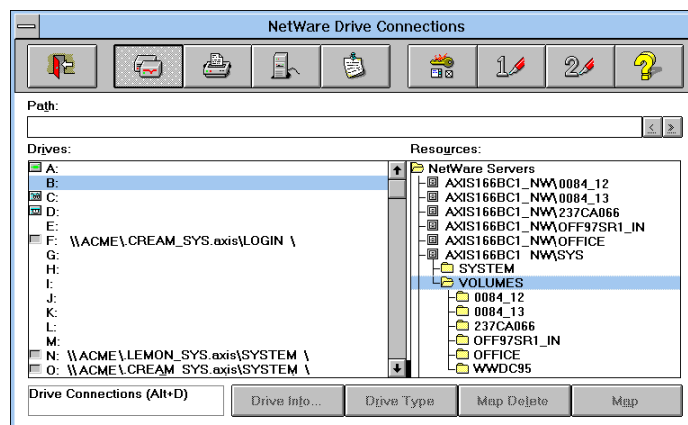 NetWare Drive Connections
1
2
?
Path:
Drives:
A:
B:
C:
D:
E:
F: \\ACME\.CREAM_SYS.axis\LOGIN \
G:
H:
I:
J:
K:
L:
M:
N: \\ACME\.LEMON_SYS.axis\SYSTEM \
O: \\ACME\.CREAM_SYS.axis\SYSTEM \
Resources:
NetWare Servers
AXIS166BC1_NW\0084_12
AXIS166BC1_NW\0084_13
AXIS166BC1_NW\237CA066
AXIS166BC1_NW\OFF97SR1_IN
AXIS166BC1_NW\OFFICE
AXIS166BC1_NW\SYS
SYSTEM
VOLUMES
0084_12
0084_13
237CA066
OFF97SR1_IN
OFFICE
WWDC95
Drive Connections (Alt+D)
Drive Info...
Drive Type
Map Delete
Map